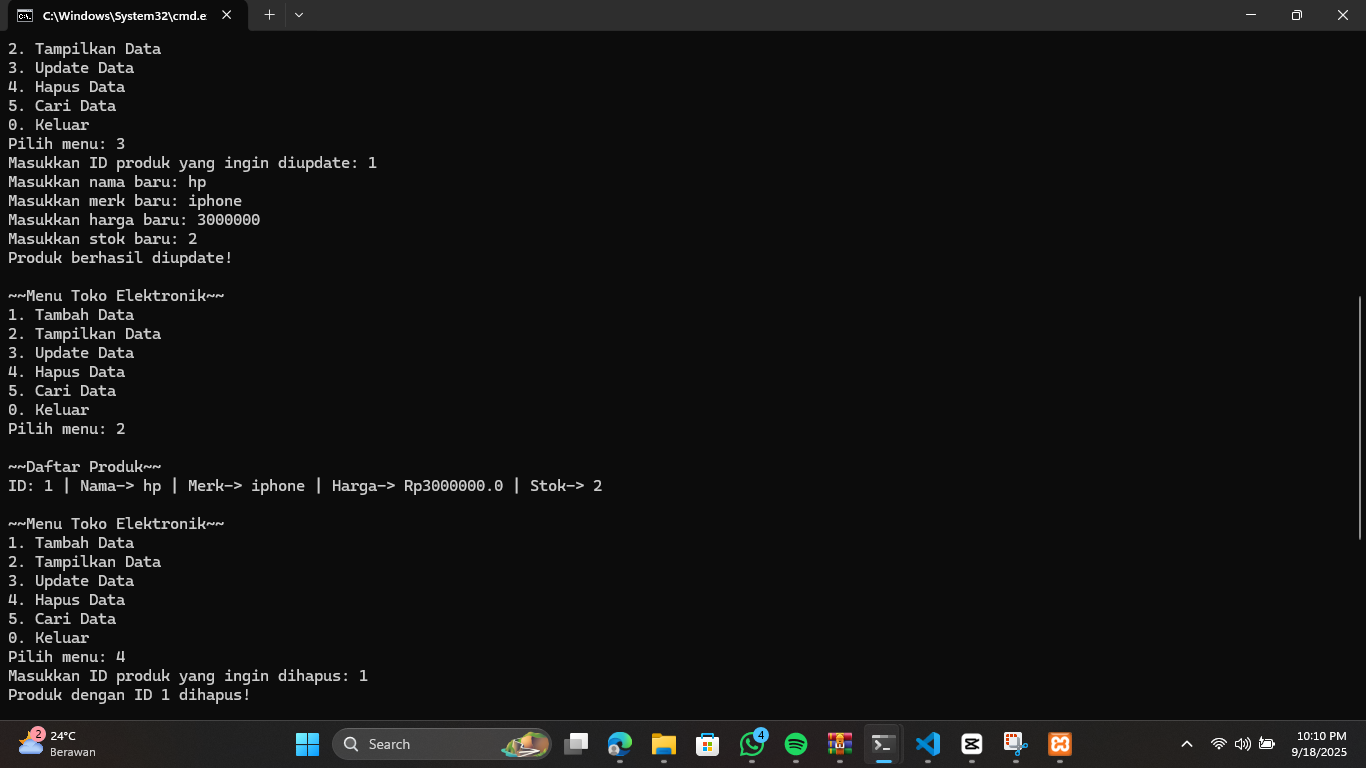 C:\Windows\System32\cmd.e
2. Tampilkan Data
3. Update Data
4. Hapus Data
5. Cari Data
0. Keluar
Pilih menu: 3
Masukkan ID produk yang ingin diupdate: 1
Masukkan nama baru: hp
Masukkan merk baru: iphone
Masukkan harga baru: 3000000
Masukkan stok baru: 2
Produk berhasil diupdate!
~~Menu Toko Elektronik~~
1. Tambah Data
2. Tampilkan Data
3. Update Data
4. Hapus Data
5. Cari Data
0. Keluar
Pilih menu: 2
~~Daftar Produk~~
ID: 1 | Nama-> hp | Merk-> iphone | Harga-> Rp3000000.0 | Stok-> 2
~~Menu Toko Elektronik~~
1. Tambah Data
2. Tampilkan Data
3. Update Data
4. Hapus Data
5. Cari Data
0. Keluar
Pilih menu: 4
Masukkan ID produk yang ingin dihapus: 1
Produk dengan ID 1 dihapus!
2
24°C
Berawan
Search
4
10:10 PM
9/18/2025